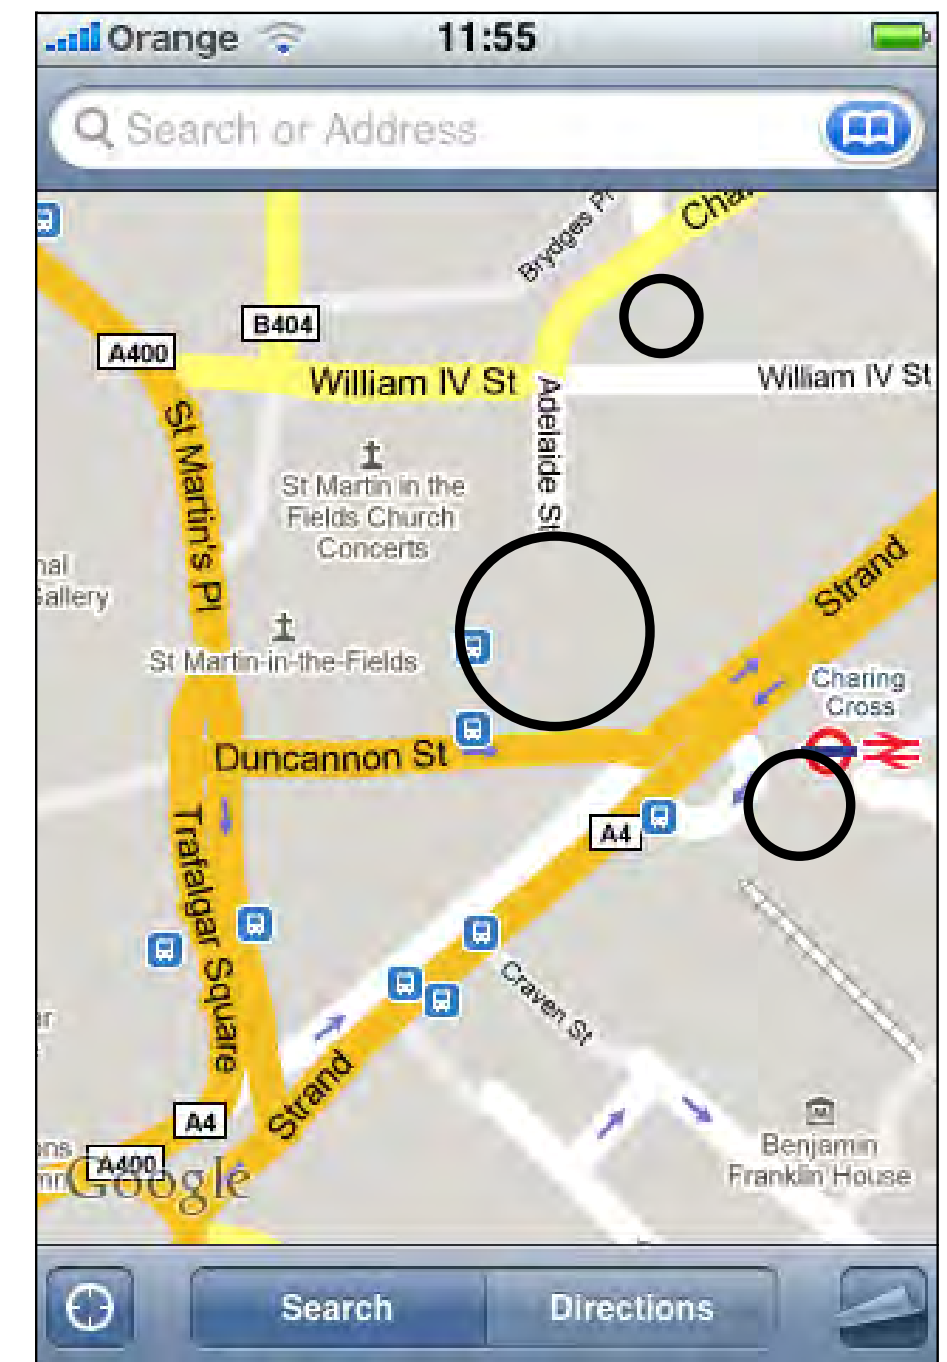 Orange
11:55
Search or Address
Brydges Pl
Cha
B404
A400
William IV St
William IV St
Adelaide St
St Martin's Pl
St Martin in the
Fields Church
Concerts
nal
Gallery
Strand
St Martin-in-the-Fields
Charing
Cross
Duncannon St
A4
Trafalgar Square
Craven St
Strand
A4
Benjamin
Franklin House
ons
A400
Google
Search
Directions